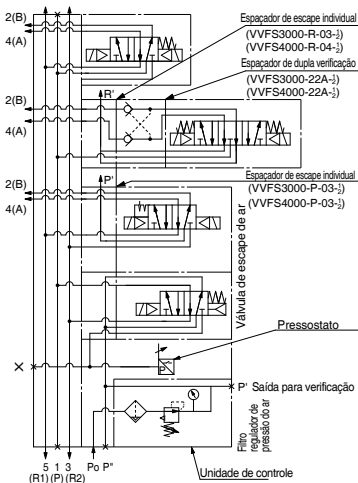 Espaçador de escape individual
(VVFS3000-R-03-½)
(VVFS4000-R-04-½)
2(B)
4(A)
Espaçador de dupla verificação
(VVFS3000-22A-½)
(VVFS4000-22A-½)
R'
2(B)
4(A)
Espaçador de escape individual
(VVFS3000-P-03-½)
(VVFS4000-P-03-½)
P'
2(B)
4(A)
Válvula de escape de ar
Pressostato
P
X
P' Saída para verificação
Filtro
regulador de
pressão do ar
5 1 3 Po P"
(R1) (P) (R2)
Unidade de controle